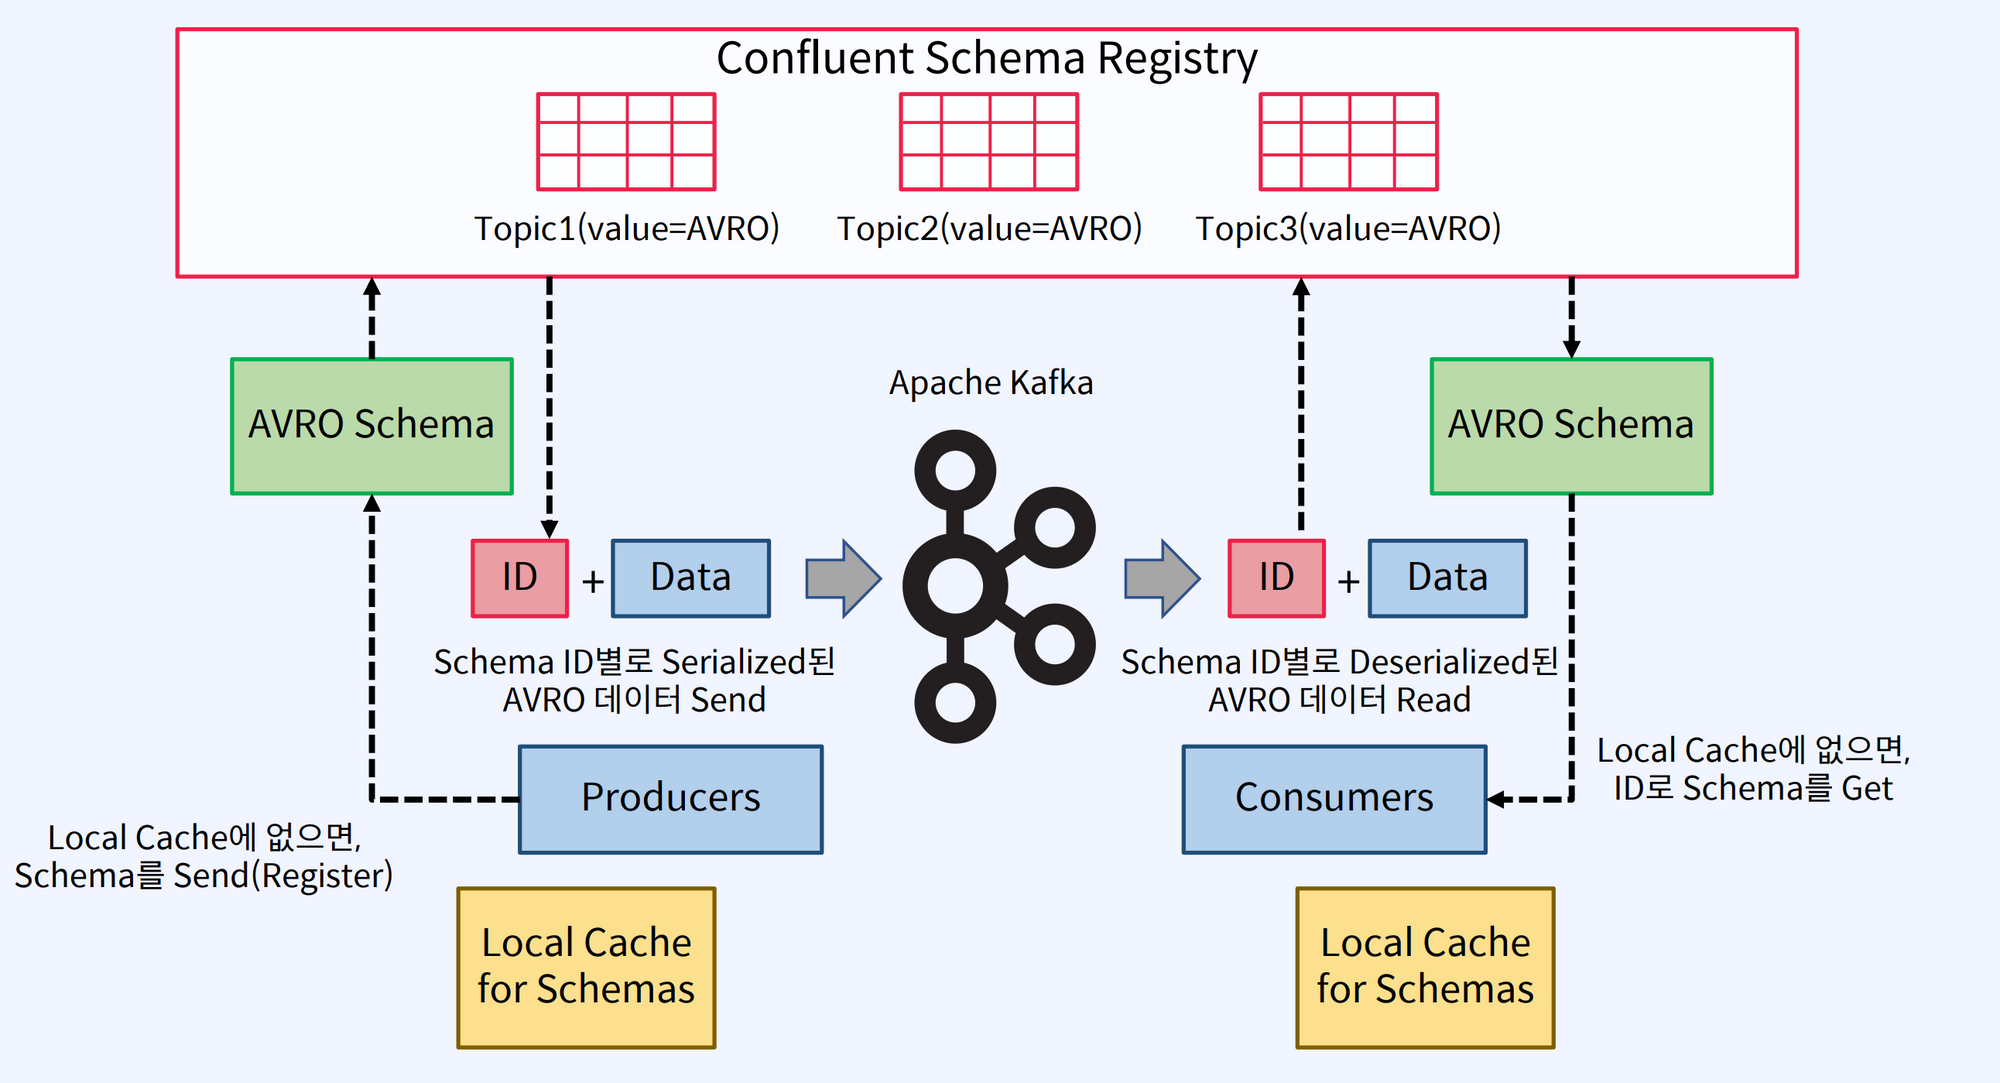 Confluent Schema Registry
Topic1(value=AVRO)
Topic2(value=AVRO)
Topic3(value=AVRO)
AVRO Schema
Apache Kafka
AVRO Schema
ID
+
Data
ID
+
Data
Schema ID별로 Serialized된
AVRO 데이터 Send
Schema ID별로 Deserialized된
AVRO 데이터 Read
Producers
Consumers
Local Cache에 없으면,
ID로 Schema를 Get
Local Cache에 없으면,
Schema를 Send(Register)
Local Cache
for Schemas
Local Cache
for Schemas